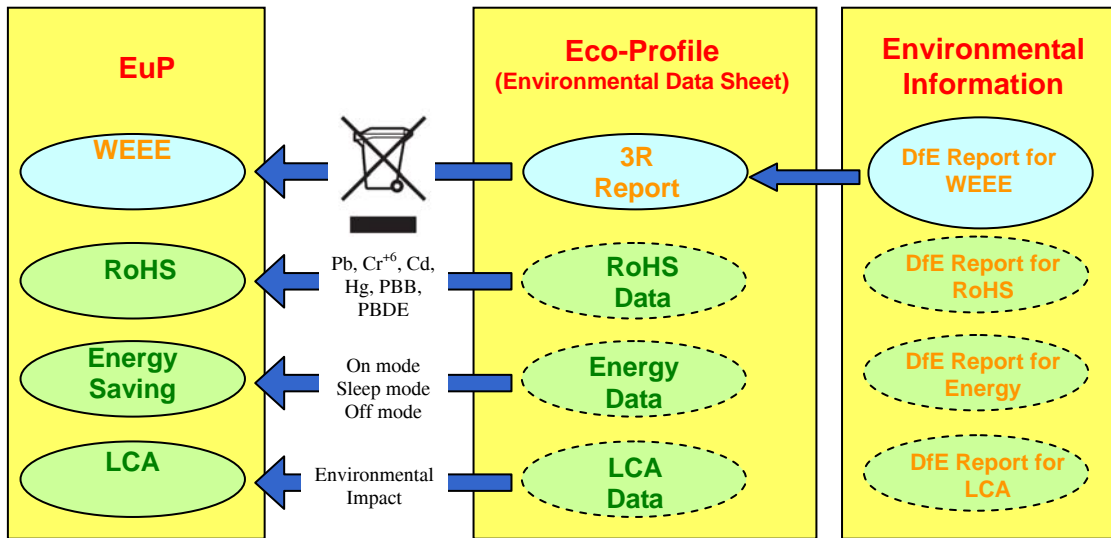 EuP
WEEE
RoHS
Energy
Saving
LCA
Pb, Cr+6, Cd,
Hg, PBB,
PBDE
On mode
Sleep mode
Off mode
Environmental
Impact
Eco-Profile
(Environmental Data Sheet)
3R
Report
RoHS
Data
Energy
Data
LCA
Data
Environmental
Information
DfE Report for
WEEE
DfE Report for
RoHS
DfE Report for
Energy
DfE Report for
LCA